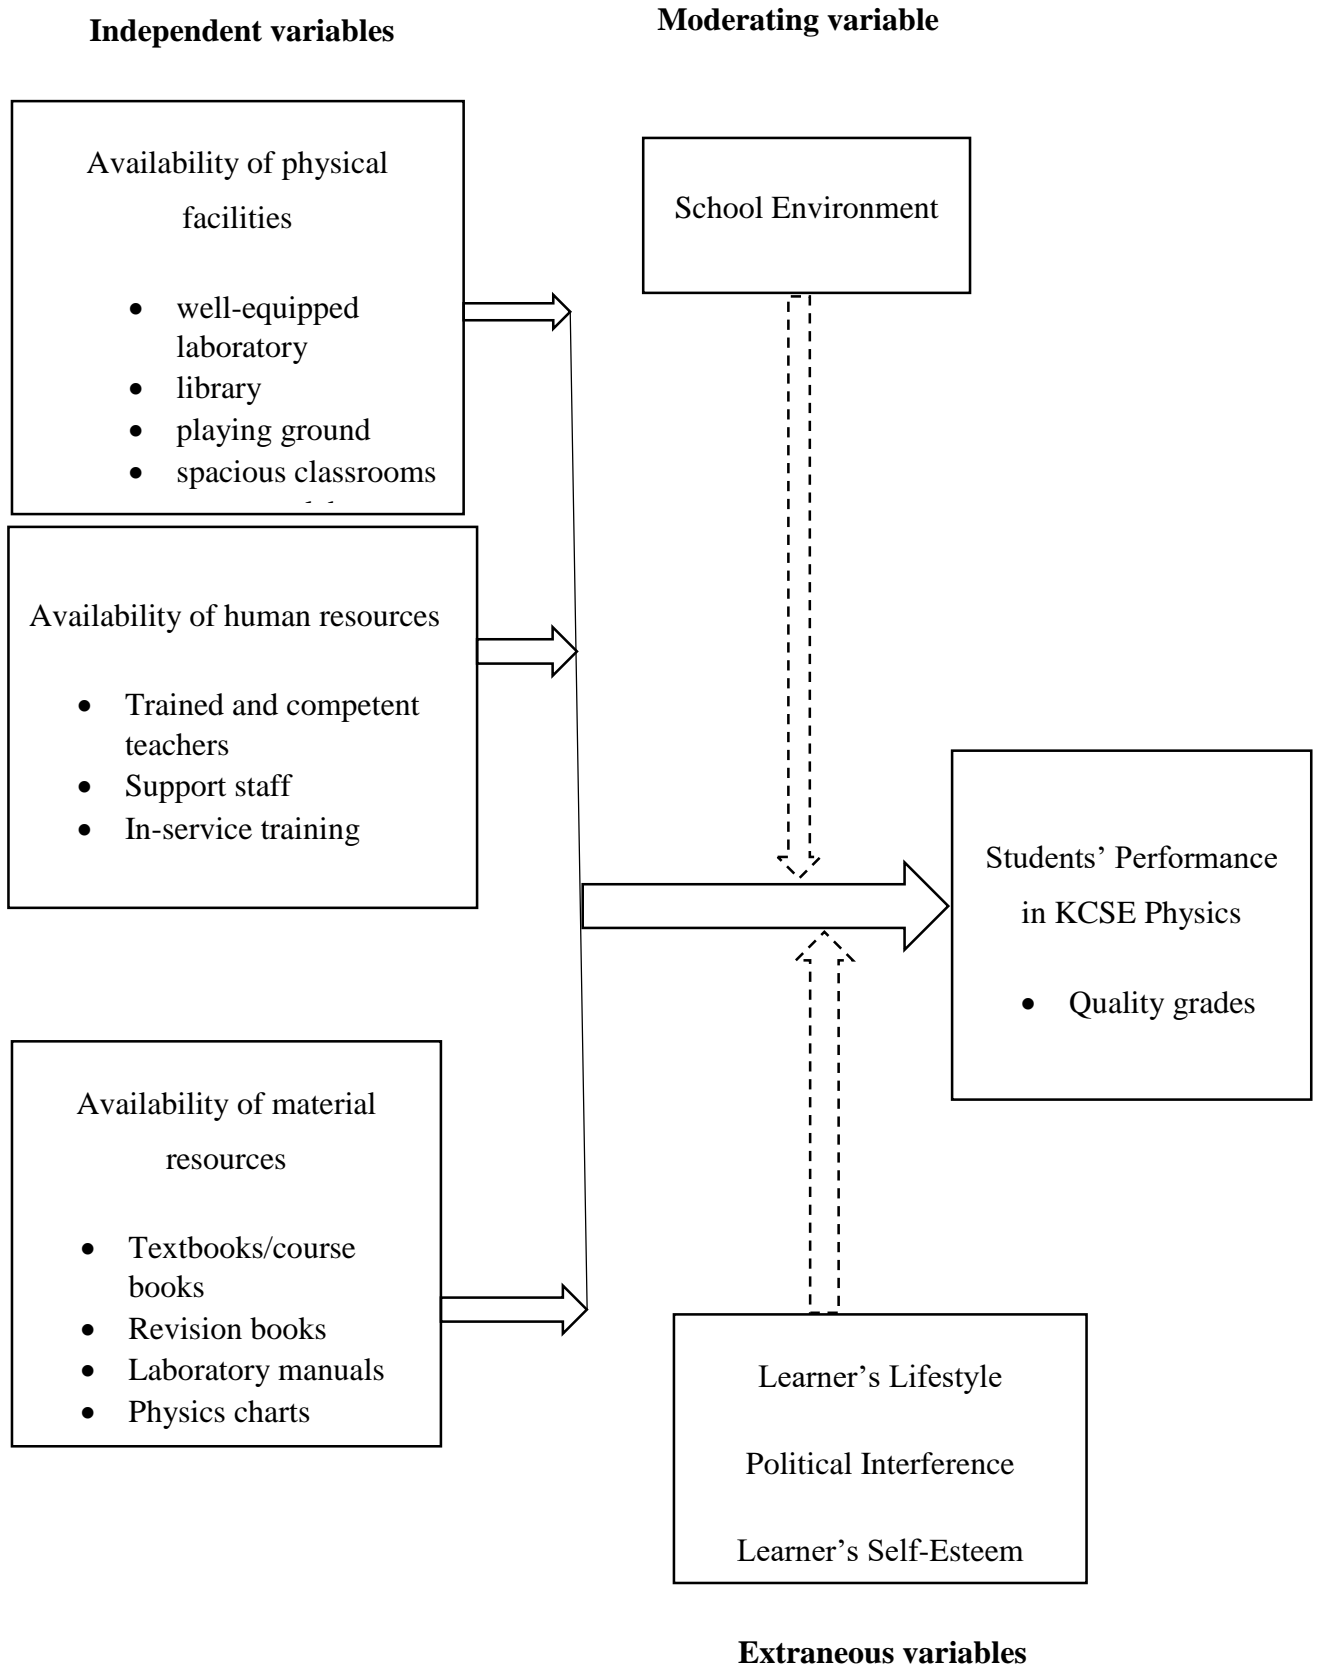 Independent variables
Moderating variable
Availability of physical
facilities
• well-equipped
laboratory
• library
• playing ground
• spacious classrooms
School Environment
Availability of human resources
• Trained and competent
teachers
• Support staff
• In-service training
Students’ Performance
in KCSE Physics
• Quality grades
Availability of material
resources
• Textbooks/course
books
• Revision books
• Laboratory manuals
• Physics charts
Learner’s Lifestyle
Political Interference
Learner’s Self-Esteem
Extraneous variables